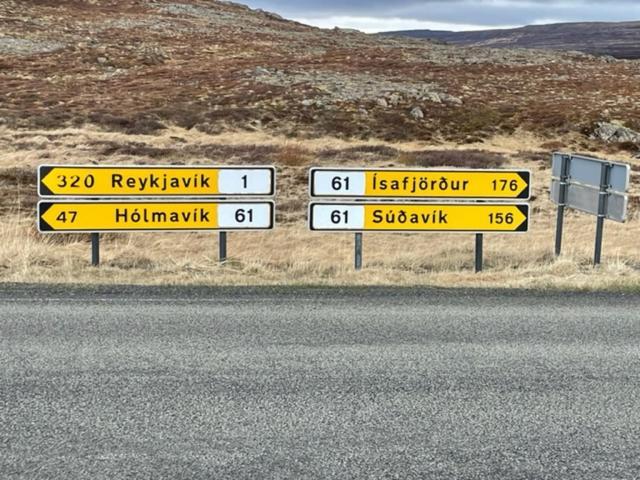 320 Reykjavík 1
47 Hólmavík 61
61 Ísafjörður 176
61 Súðavík 156